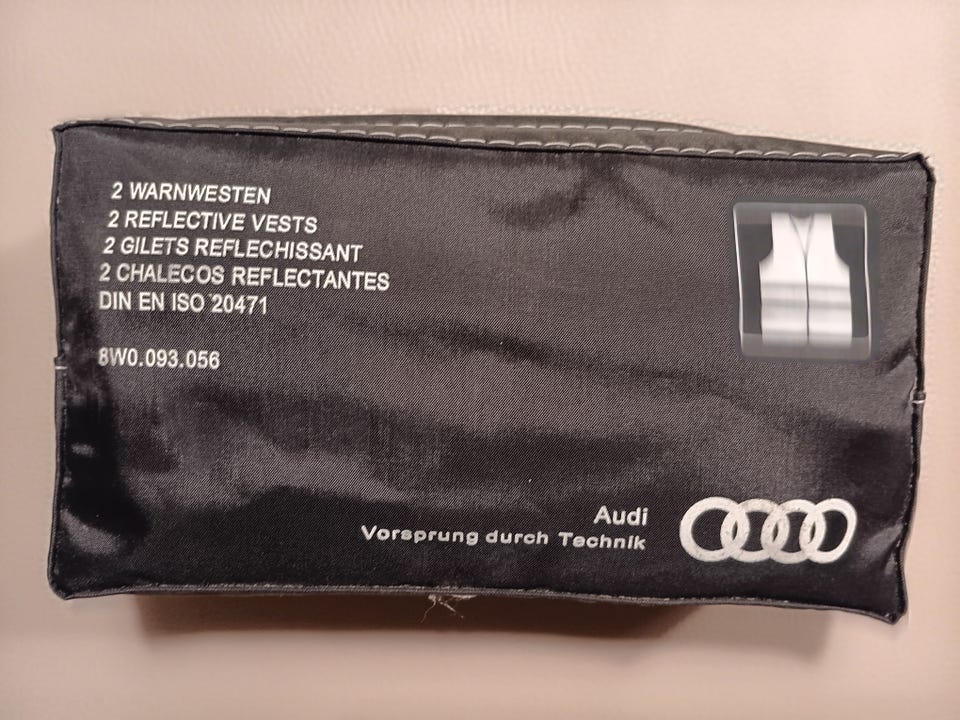 2 WARNWESTEN
2 REFLECTIVE VESTS
2 GILETS REFLECHISSANT
2 CHALECOS REFLECTANTES
DIN EN ISO 20471
8W0.093.056
Audi
Vorsprung durch Technik